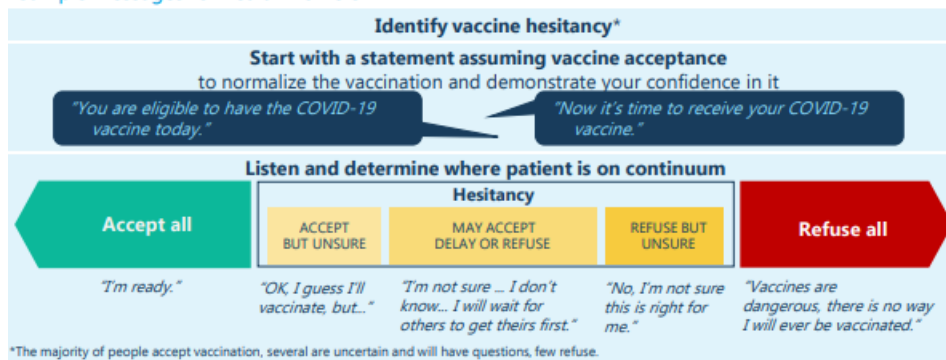 Identify vaccine hesitancy*
Start with a statement assuming vaccine acceptance
to normalize the vaccination and demonstrate your confidence in it
"You are eligible to have the COVID-19
vaccine today."
"Now it's time to receive your COVID-19
vaccine."
Listen and determine where patient is on continuum
Hesitancy
Accept all
ACCEPT
BUT UNSURE
MAY ACCEPT
DELAY OR REFUSE
REFUSE BUT
UNSURE
Refuse all
"I'm ready."
"OK, I guess I'll
vaccinate, but..."
"I'm not sure ... I don't
know... I will wait for
others to get theirs first."
"No, I'm not sure
this is right for
me."
"Vaccines are
dangerous, there is no way
I will ever be vaccinated."
*The majority of people accept vaccination, several are uncertain and will have questions, few refuse.